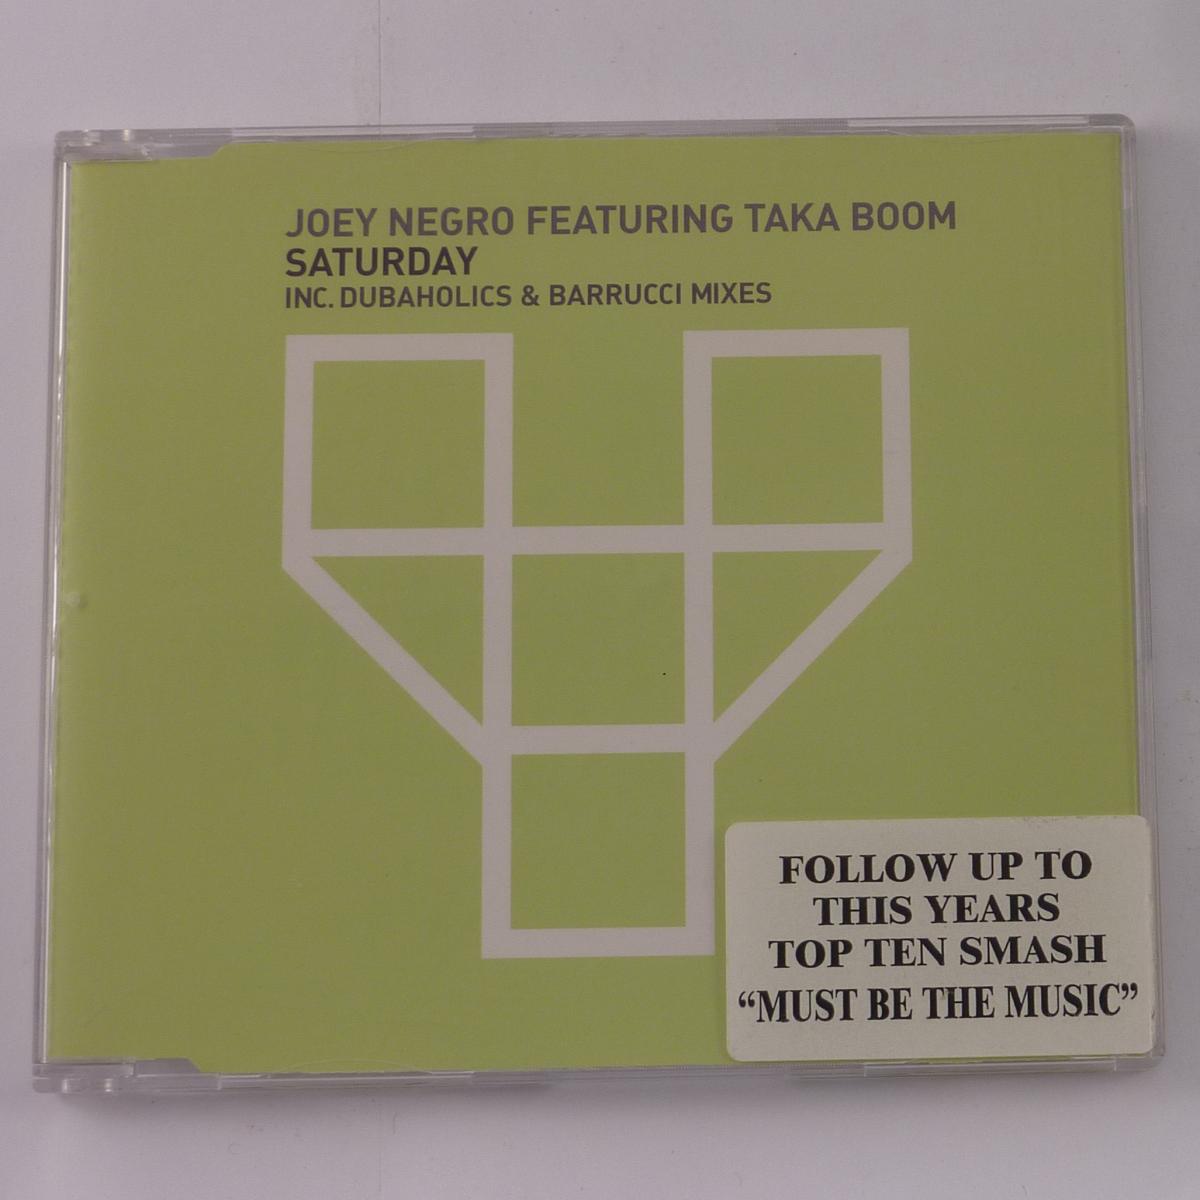 JOEY NEGRO FEATURING TAKA BOOM
SATURDAY
INC. DUBAHOLICS & BARRUCCI MIXES
FOLLOW UP TO
THIS YEARS
TOP TEN SMASH
“MUST BE THE MUSIC”